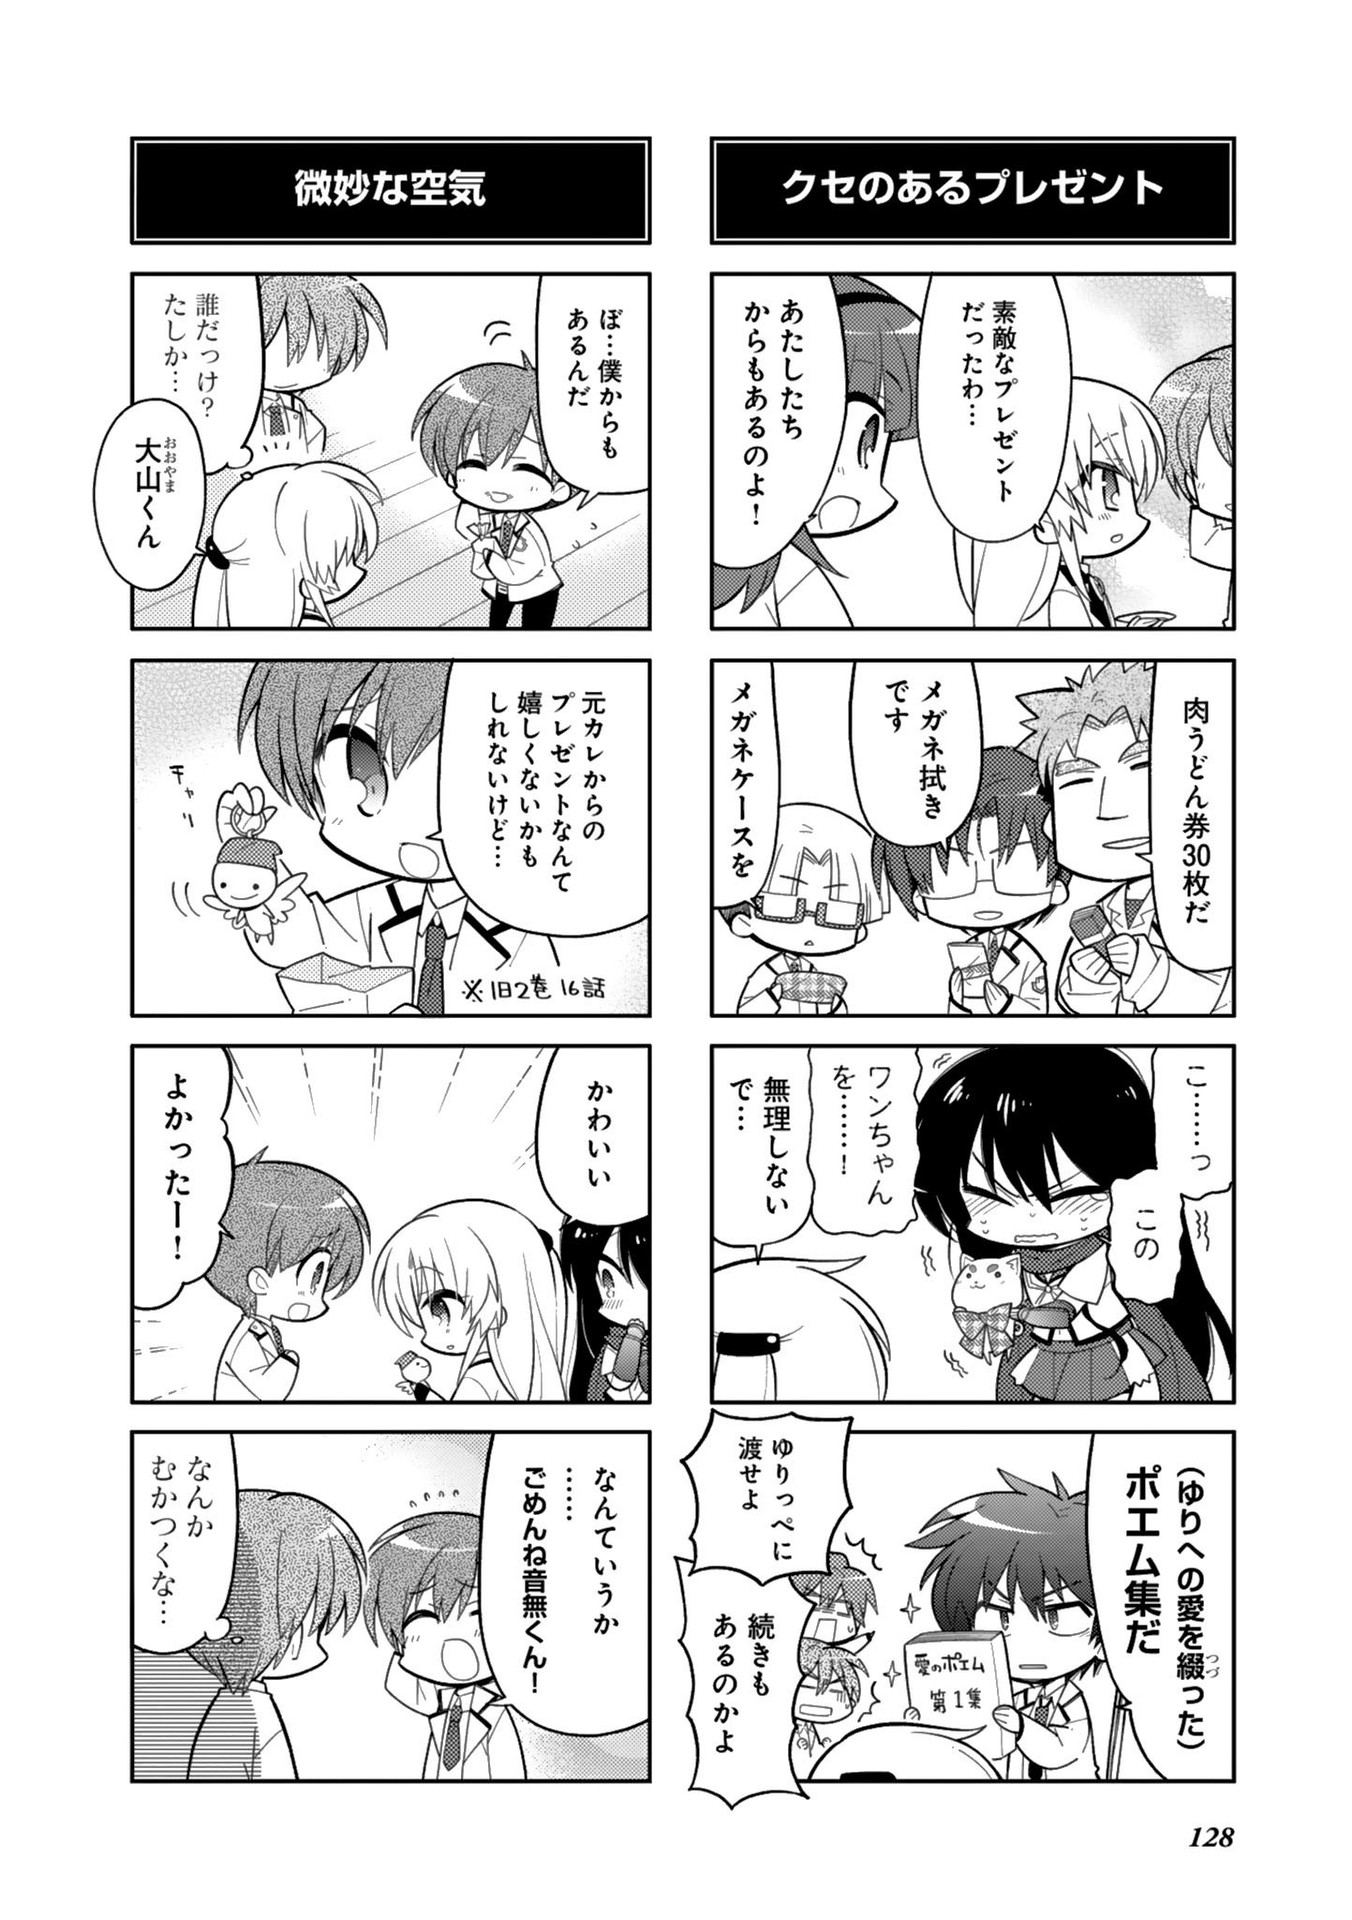 クセのあるプレゼント
素敵なプレゼント
だったわ…
あたしたち
からもあるのよ！
肉うどん券30枚だ
メガネ拭き
です
メガネケースを
こ……っ
この
ワンちゃん
を……！
無理しない
で…
（ゆりへの愛を綴った）
つづ
ポエム集だ
愛のポエム
第1集
ゆりっぺに
渡せよ
続きも
あるのかよ
微妙な空気
ぼ…僕からも
あるんだ
誰だっけ？
たしか…
大山くん
おおやま
元カレからの
プレゼントなんて
嬉しくないかも
しれないけど…
チャリ
※旧2巻16話
かわいい
よかったー！
なんていうか
……
ごめんね音無くん！
なんか
むかつくな…
128